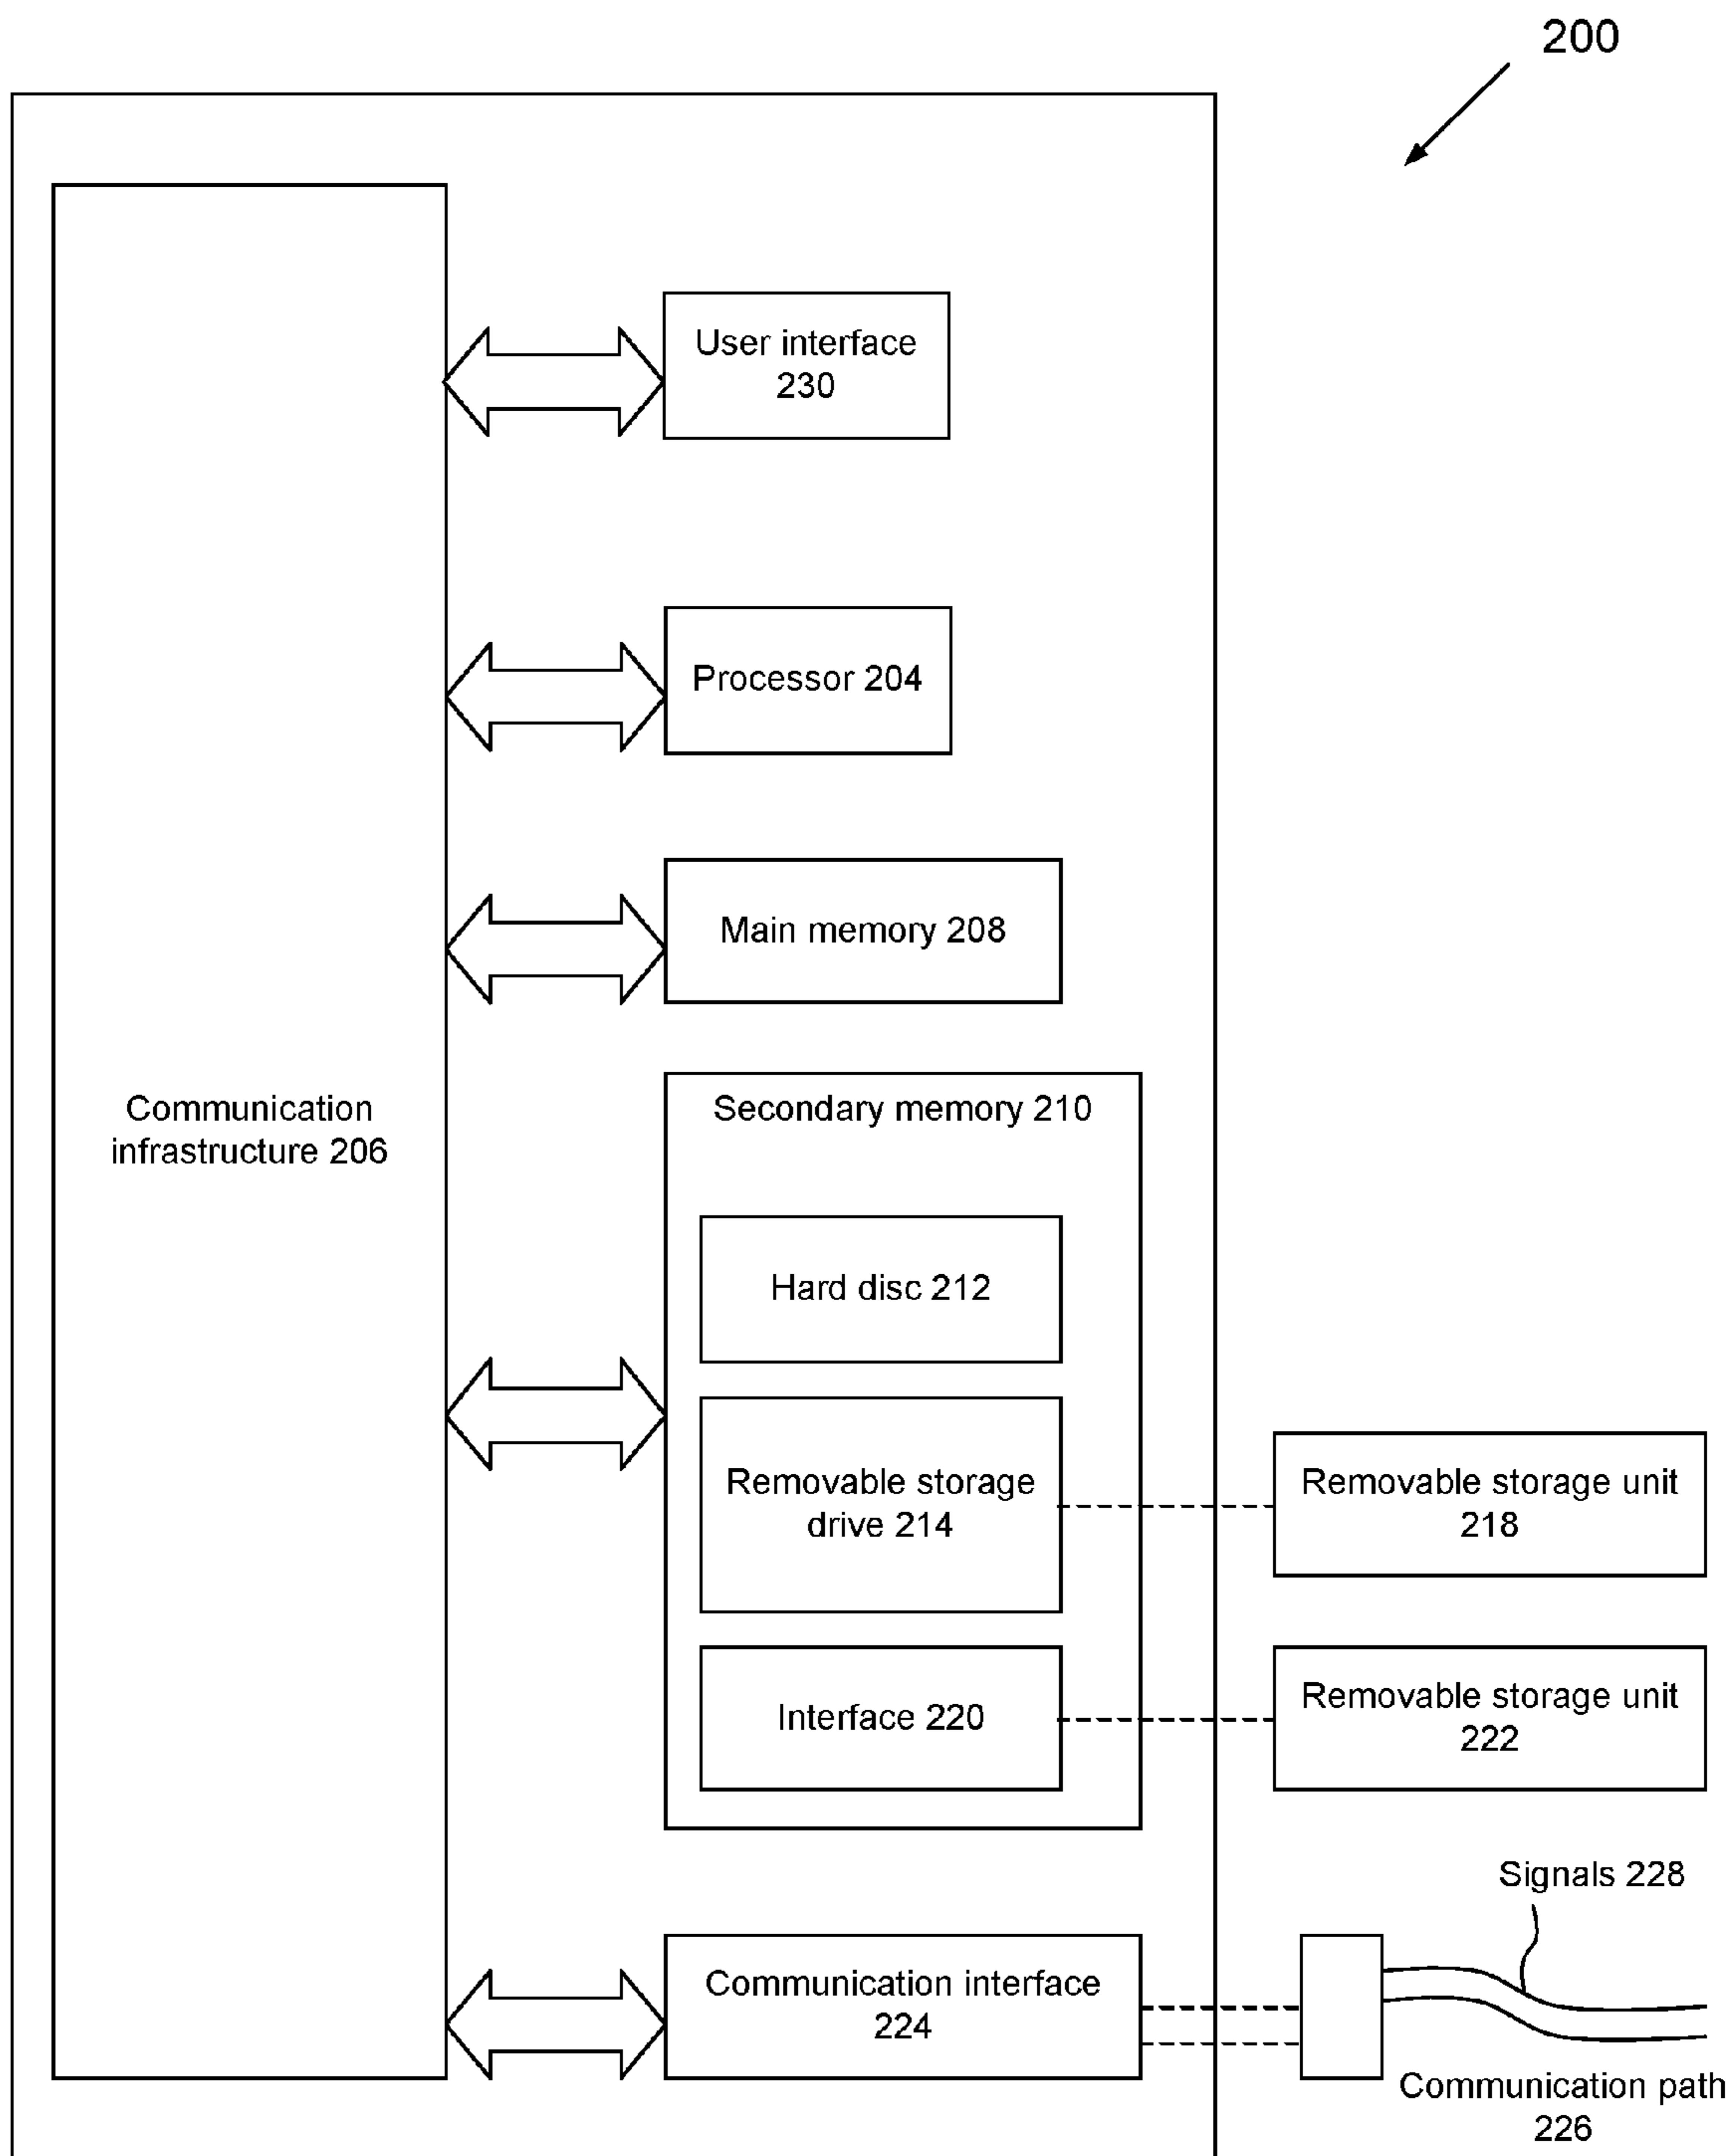 200
User interface
230
Processor 204
Main memory 208
Communication
infrastructure 206
Secondary memory 210
Hard disc 212
Removable storage
drive 214
Removable storage unit
218
Interface 220
Removable storage unit
222
Signals 228
Communication interface
224
Communication path
226